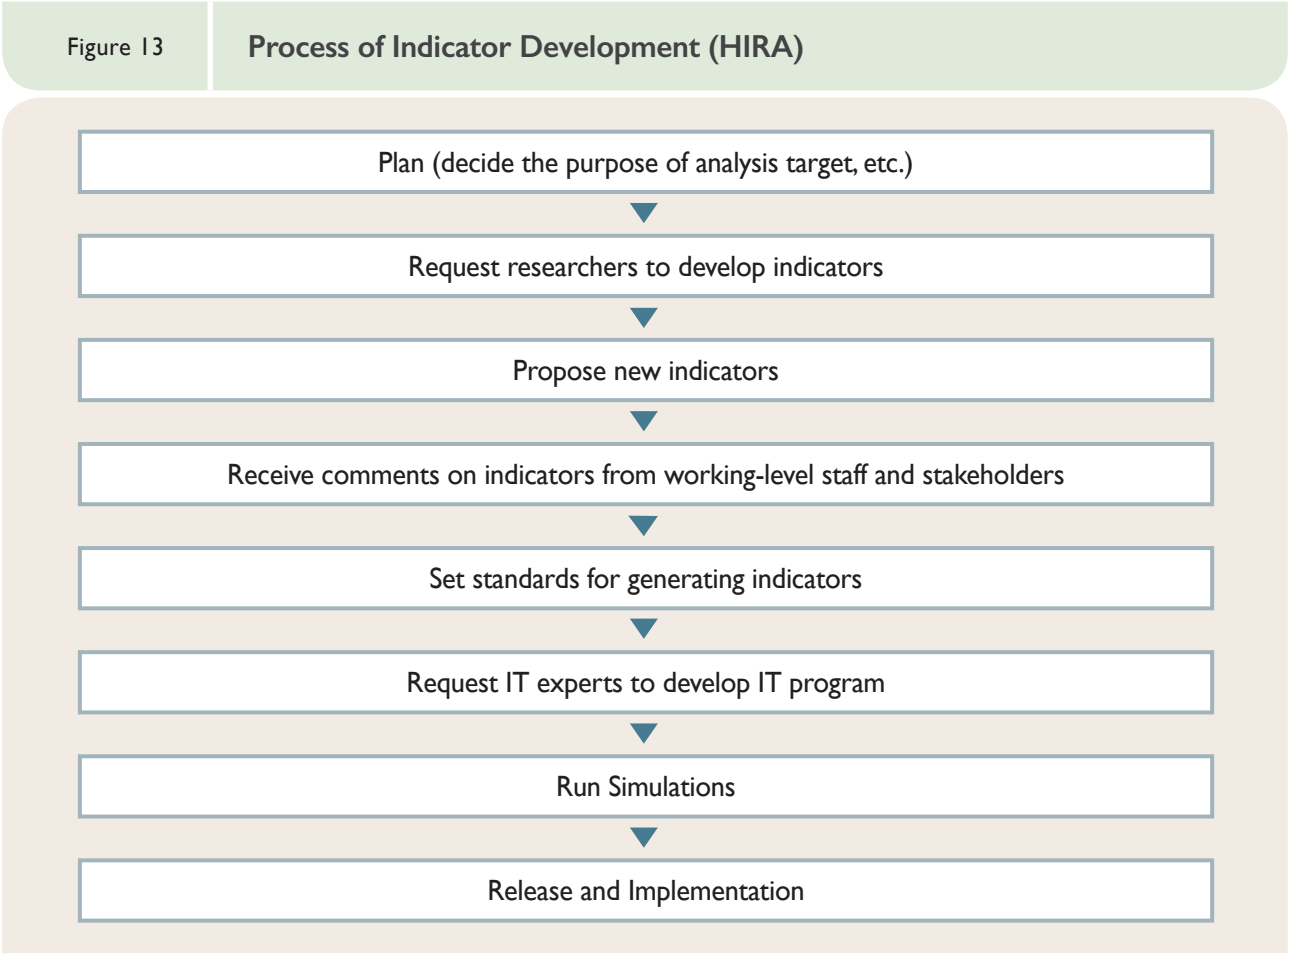 Figure 13
Process of Indicator Development (HIRA)
Plan (decide the purpose of analysis target, etc.)
Request researchers to develop indicators
Propose new indicators
Receive comments on indicators from working-level staff and stakeholders
Set standards for generating indicators
Request IT experts to develop IT program
Run Simulations
Release and Implementation